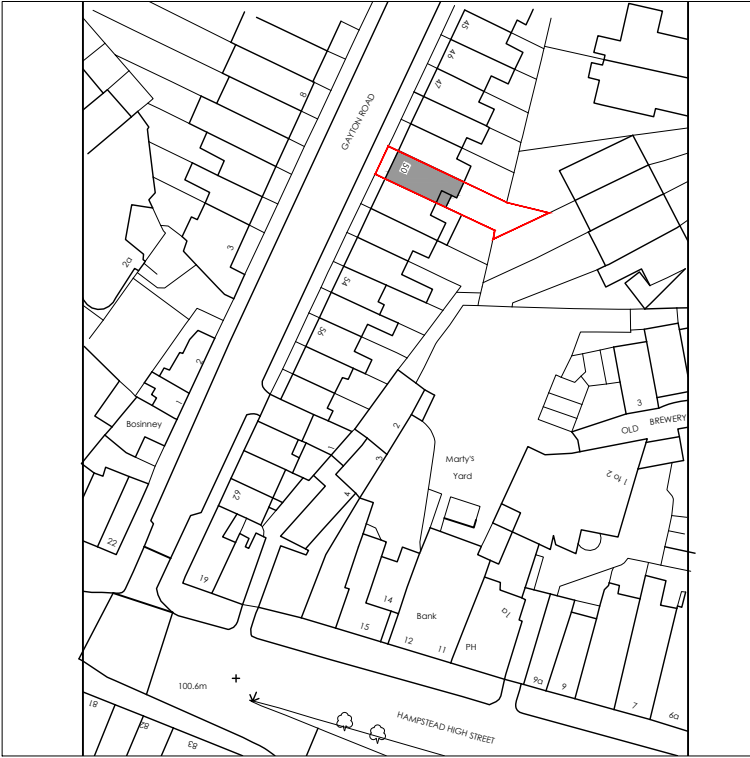 45
46
47
8
GAYTON ROAD
50
3
2a
54
56
2
1
Bosinney
2
1
3
4
62
Marty's
Yard
3
OLD BREWERY
1 to 2
22
19
14
15
Bank
12
11
PH
1a
9a
9
7
6a
100.6m
HAMPSTEAD HIGH STREET
81
82
83